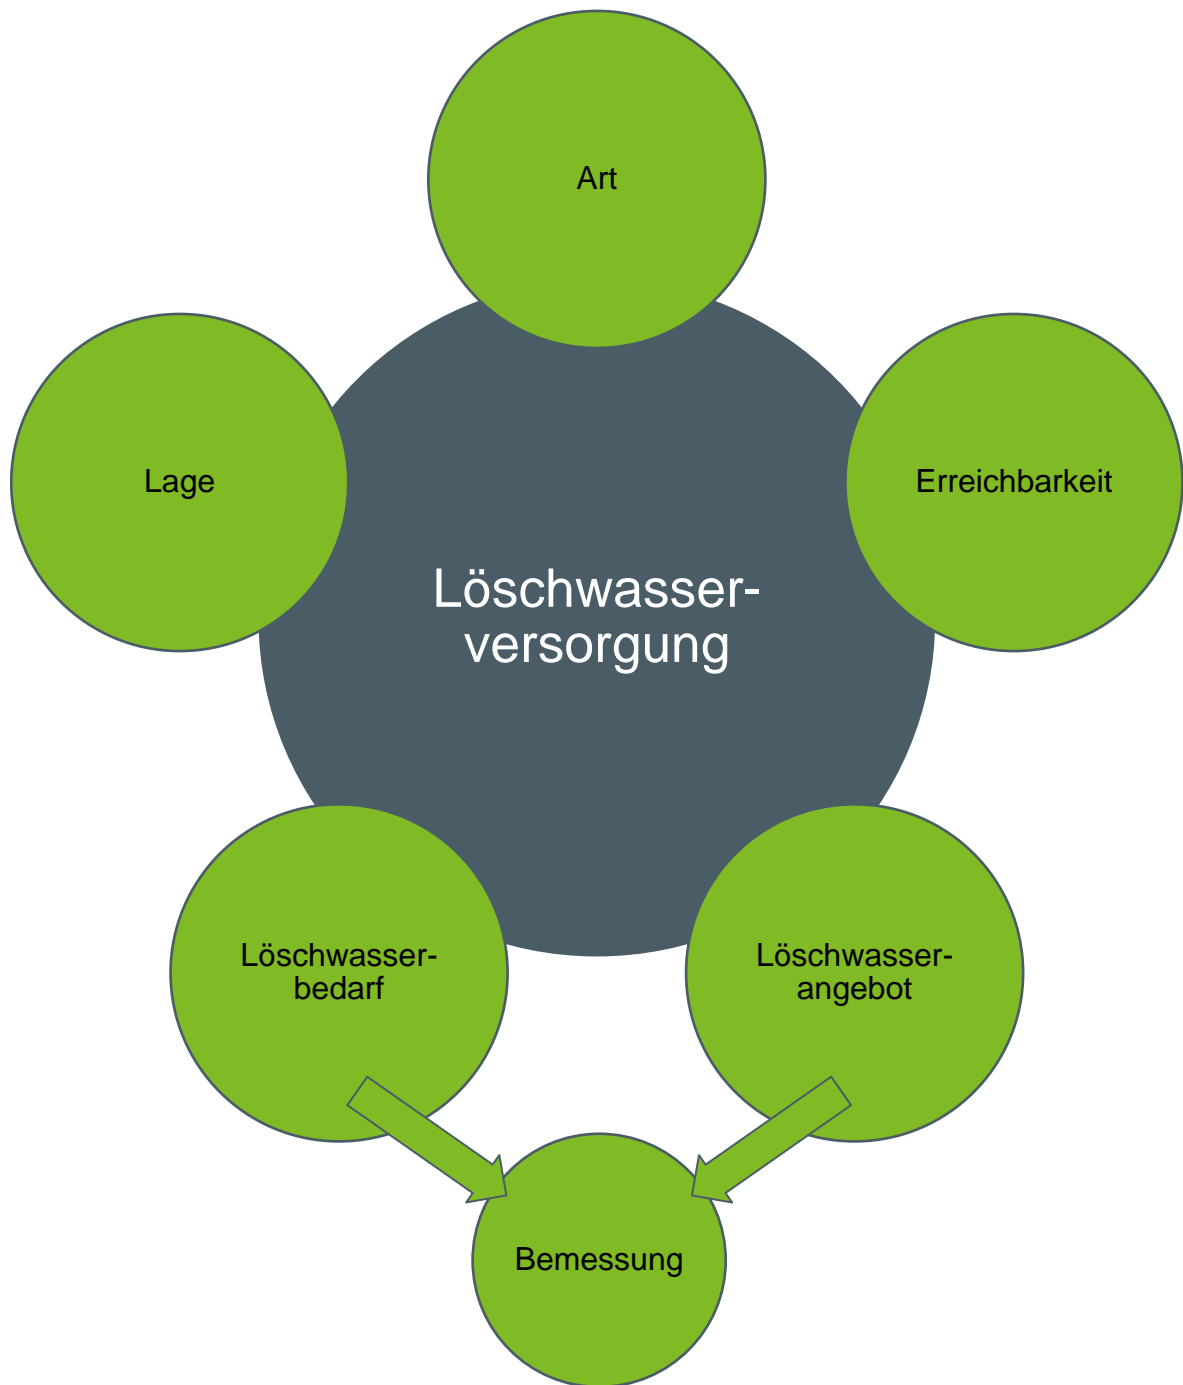 Art
Lage
Erreichbarkeit
Löschwasser-
versorgung
Löschwasser-
bedarf
Löschwasser-
angebot
Bemessung